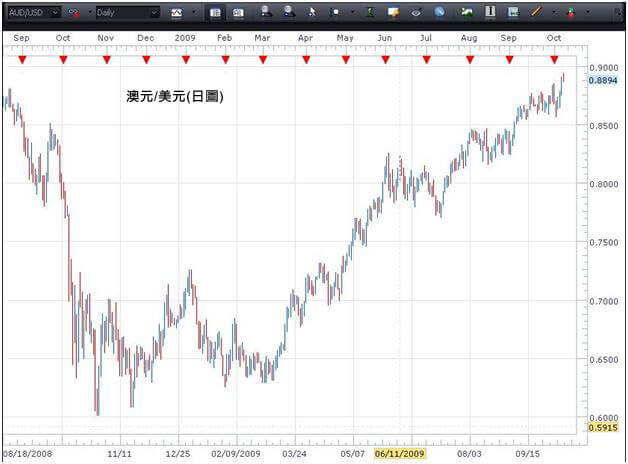 AUD/USD Daily
Sep Oct Nov Dec 2009 Jan Feb Mar Apr May Jun Jul Aug Sep Oct
0.9000
0.8894
澳元/美元(日圖)
0.8500
0.8000
0.7500
0.7000
0.6500
0.6000
0.5915
08/18/2008 11/11 12/25 02/09/2009 03/24 05/07 06/11/2009 08/03 09/15